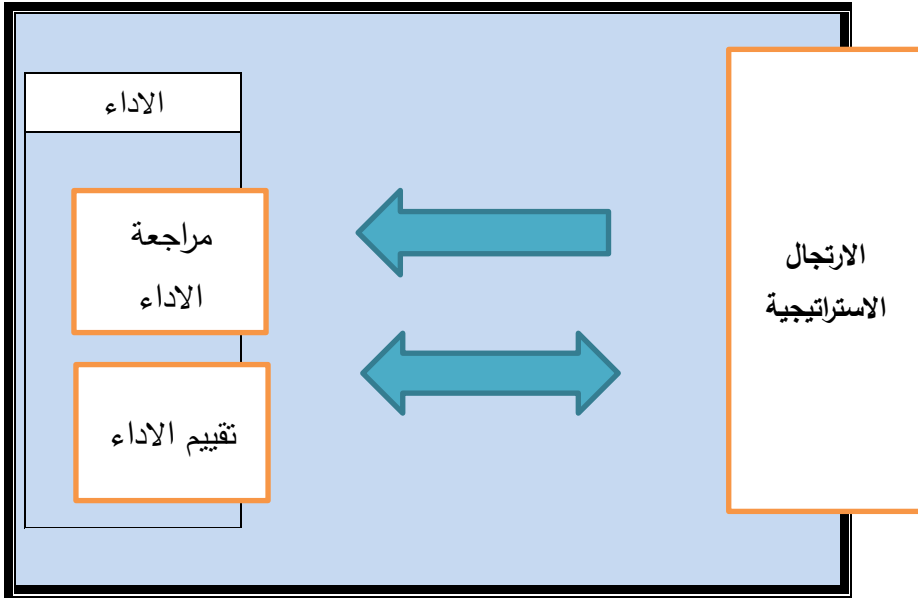 الارتجال
الاستراتيجية
الاداء
مراجعة
الاداء
تقييم الاداء